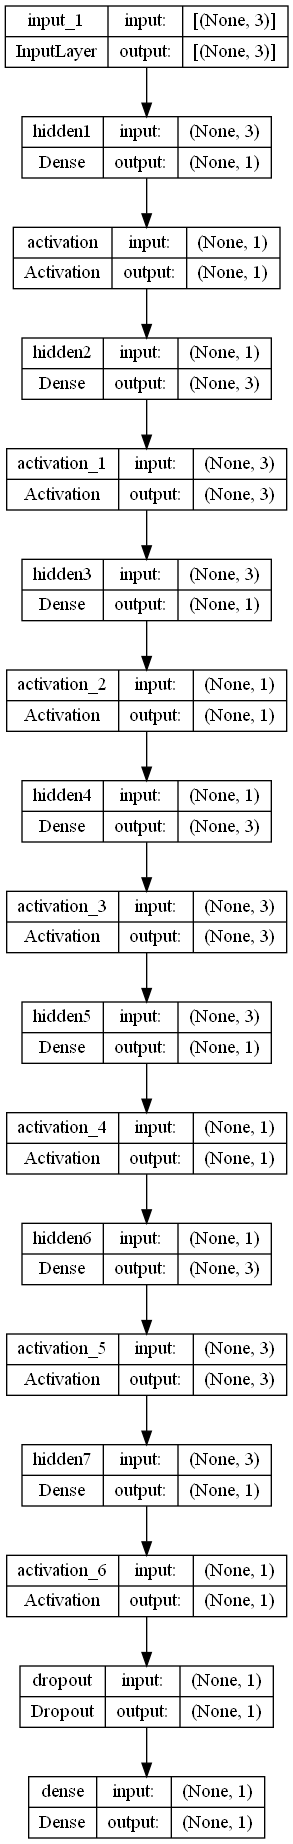 input_1 input: [(None, 3)]
InputLayer output: [(None, 3)]
hidden1 input: (None, 3)
Dense output: (None, 1)
activation input: (None, 1)
Activation output: (None, 1)
hidden2 input: (None, 1)
Dense output: (None, 3)
activation_1 input: (None, 3)
Activation output: (None, 3)
hidden3 input: (None, 3)
Dense output: (None, 1)
activation_2 input: (None, 1)
Activation output: (None, 1)
hidden4 input: (None, 1)
Dense output: (None, 3)
activation_3 input: (None, 3)
Activation output: (None, 3)
hidden5 input: (None, 3)
Dense output: (None, 1)
activation_4 input: (None, 1)
Activation output: (None, 1)
hidden6 input: (None, 1)
Dense output: (None, 3)
activation_5 input: (None, 3)
Activation output: (None, 3)
hidden7 input: (None, 3)
Dense output: (None, 1)
activation_6 input: (None, 1)
Activation output: (None, 1)
dropout input: (None, 1)
Dropout output: (None, 1)
dense input: (None, 1)
Dense output: (None, 1)